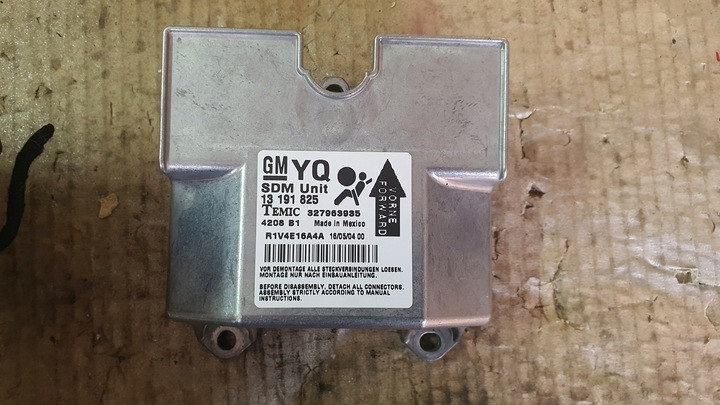 GM YQ
SDM Unit
13 191 825
TEMIC 327963935
4208 B1 Made in Mexico
R1V4E16A4A 16/05/04 00
VORNE
FORWARD
VOR DEMONTAGE ALLE STECKVERBINDUNGEN LOESEN.
MONTAGE NUR NACH EINBAUANLEITUNG.
BEFORE DISASSEMBLY, DETACH ALL CONNECTORS.
ASSEMBLY STRICTLY ACCORDING TO MANUAL
INSTRUCTIONS.